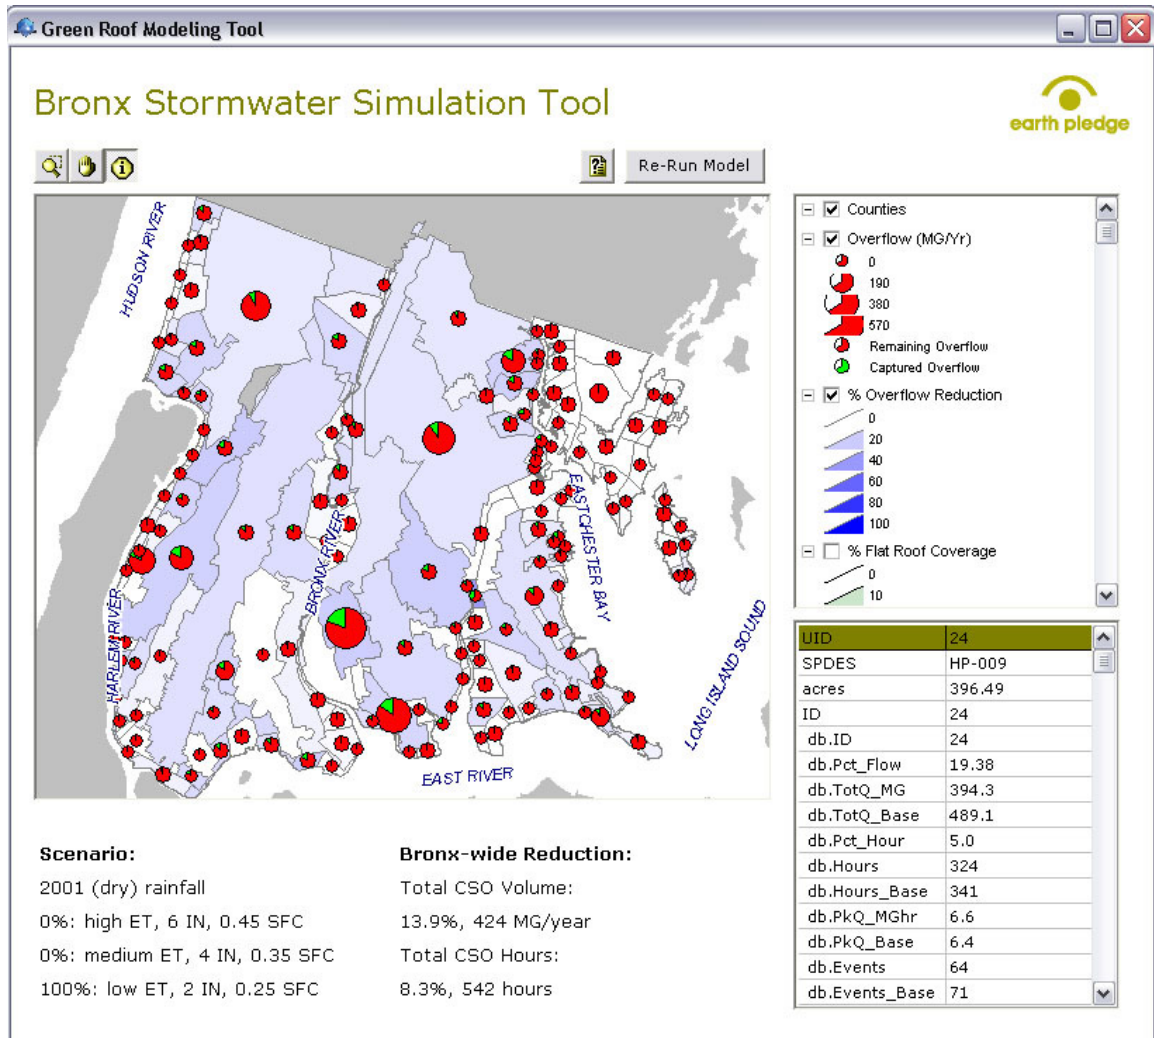 Green Roof Modeling Tool
Bronx Stormwater Simulation Tool
earth pledge
Re-Run Model
HUDSON RIVER
HARLEM RIVER
BRONX RIVER
EASTCHESTER BAY
EAST RIVER
LONG ISLAND SOUND
Counties
Overflow (MG/Yr)
0
190
380
570
Remaining Overflow
Captured Overflow
% Overflow Reduction
0
20
40
60
80
100
% Flat Roof Coverage
0
10
UID 24
SPDES HP-009
acres 396.49
ID 24
db.ID 24
db.Pct_Flow 19.38
db.TotQ_MG 394.3
db.TotQ_Base 489.1
db.Pct_Hour 5.0
db.Hours 324
db.Hours_Base 341
db.PkQ_MGhr 6.6
db.PkQ_Base 6.4
db.Events 64
db.Events_Base 71
Scenario:
2001 (dry) rainfall
0%: high ET, 6 IN, 0.45 SFC
0%: medium ET, 4 IN, 0.35 SFC
100%: low ET, 2 IN, 0.25 SFC
Bronx-wide Reduction:
Total CSO Volume:
13.9%, 424 MG/year
Total CSO Hours:
8.3%, 542 hours